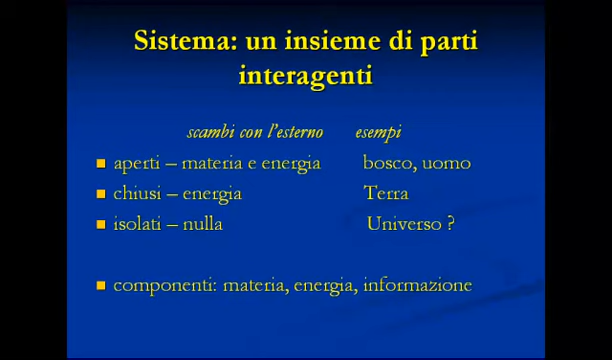 Sistema: un insieme di parti
interagenti
scambi con l'esterno esempi
aperti – materia e energia bosco, uomo
chiusi – energia Terra
isolati – nulla Universo ?
componenti: materia, energia, informazione